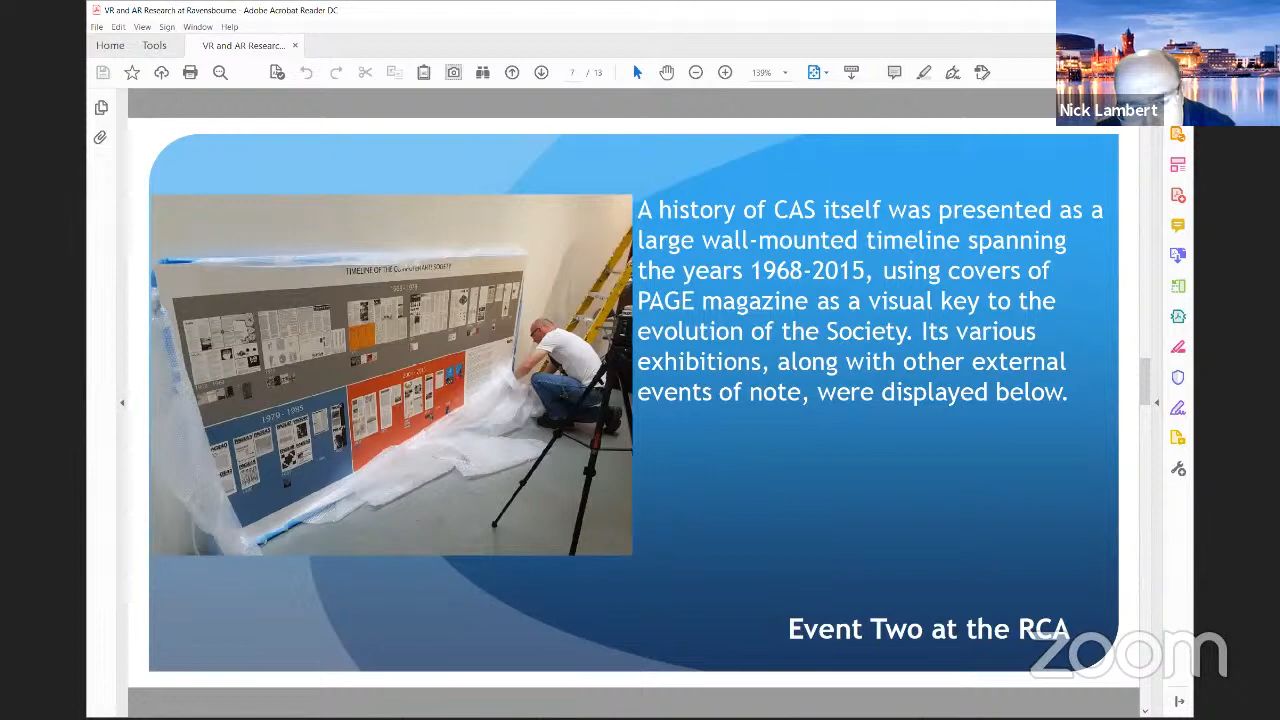 VR and AR Research at Ravensbourne - Adobe Acrobat Reader DC
File Edit View Sign Window Help
Home Tools VR and AR Researc... ×
7 / 13 139%
Nick Lambert
A history of CAS itself was presented as a
large wall-mounted timeline spanning
the years 1968-2015, using covers of
PAGE magazine as a visual key to the
evolution of the Society. Its various
exhibitions, along with other external
events of note, were displayed below.
TIMELINE OF THE COMPUTER ARTS SOCIETY
1979 - 1985
Event Two at the RCA
zoom